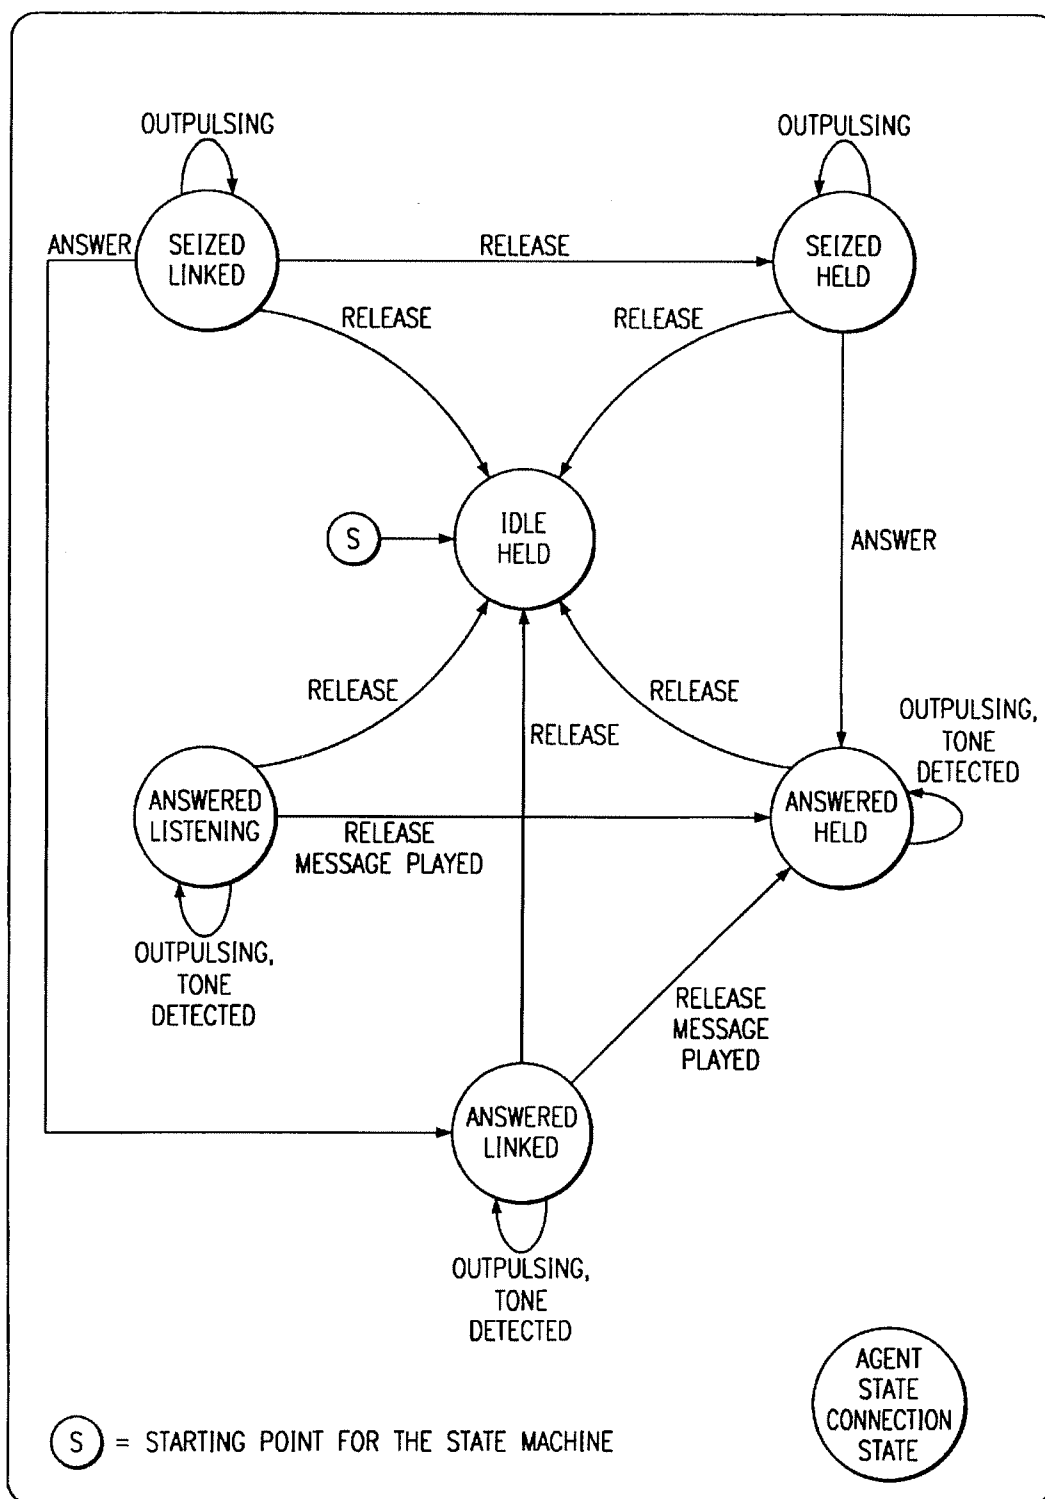 OUTPULSING
OUTPULSING
ANSWER
SEIZED
LINKED
RELEASE
SEIZED
HELD
RELEASE
RELEASE
IDLE
HELD
S
ANSWER
RELEASE
RELEASE
RELEASE
OUTPULSING,
TONE
DETECTED
ANSWERED
LISTENING
RELEASE
MESSAGE PLAYED
ANSWERED
HELD
OUTPULSING,
TONE
DETECTED
RELEASE
MESSAGE
PLAYED
ANSWERED
LINKED
OUTPULSING,
TONE
DETECTED
AGENT
STATE
CONNECTION
STATE
S = STARTING POINT FOR THE STATE MACHINE